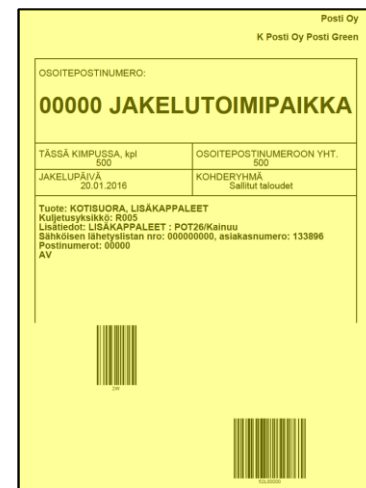 Posti Oy
K Posti Oy Posti Green
OSOITEPOSTINUMERO:
00000 JAKELUTOIMIPAIKKA
TÄSSÄ KIMPUSSA, kpl
500
OSOITEPOSTINUMEROON YHT.
500
JAKELUPÄIVÄ
20.01.2016
KOHDERYHMÄ
Sallitut taloudet
Tuote: KOTISUORA, LISÄKAPPALEET
Kuljetusyksikkö: R005
Lisätiedot: LISÄKAPPALEET : POT26/Kainuu
Sähköisen lähetyslistan nro: 000000000, asiakasnumero: 133896
Postinumerot: 00000
AV